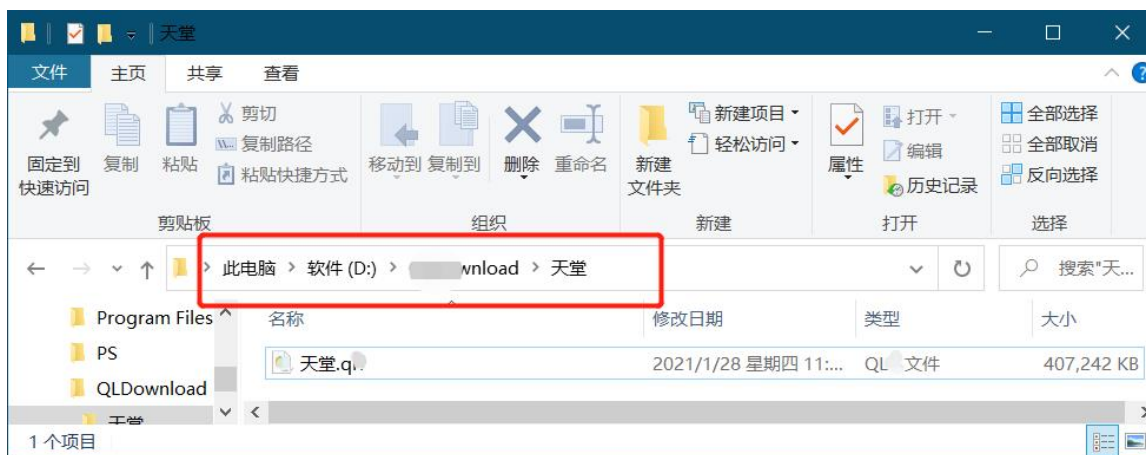 天堂
文件 主页 共享 查看
固定到快速访问 复制 粘贴 剪切 复制路径 粘贴快捷方式 移动到 复制到 删除 重命名 新建文件夹 新建项目 轻松访问 属性 打开 编辑 历史记录 全部选择 全部取消 反向选择
剪贴板 组织 新建 打开 选择
此电脑 > 软件 (D:) > wnload > 天堂 搜索"天...
Program Files 名称 修改日期 类型 大小
PS 天堂.q 2021/1/28 星期四 11:... QL 文件 407,242 KB
QLDownload
天堂
1 个项目